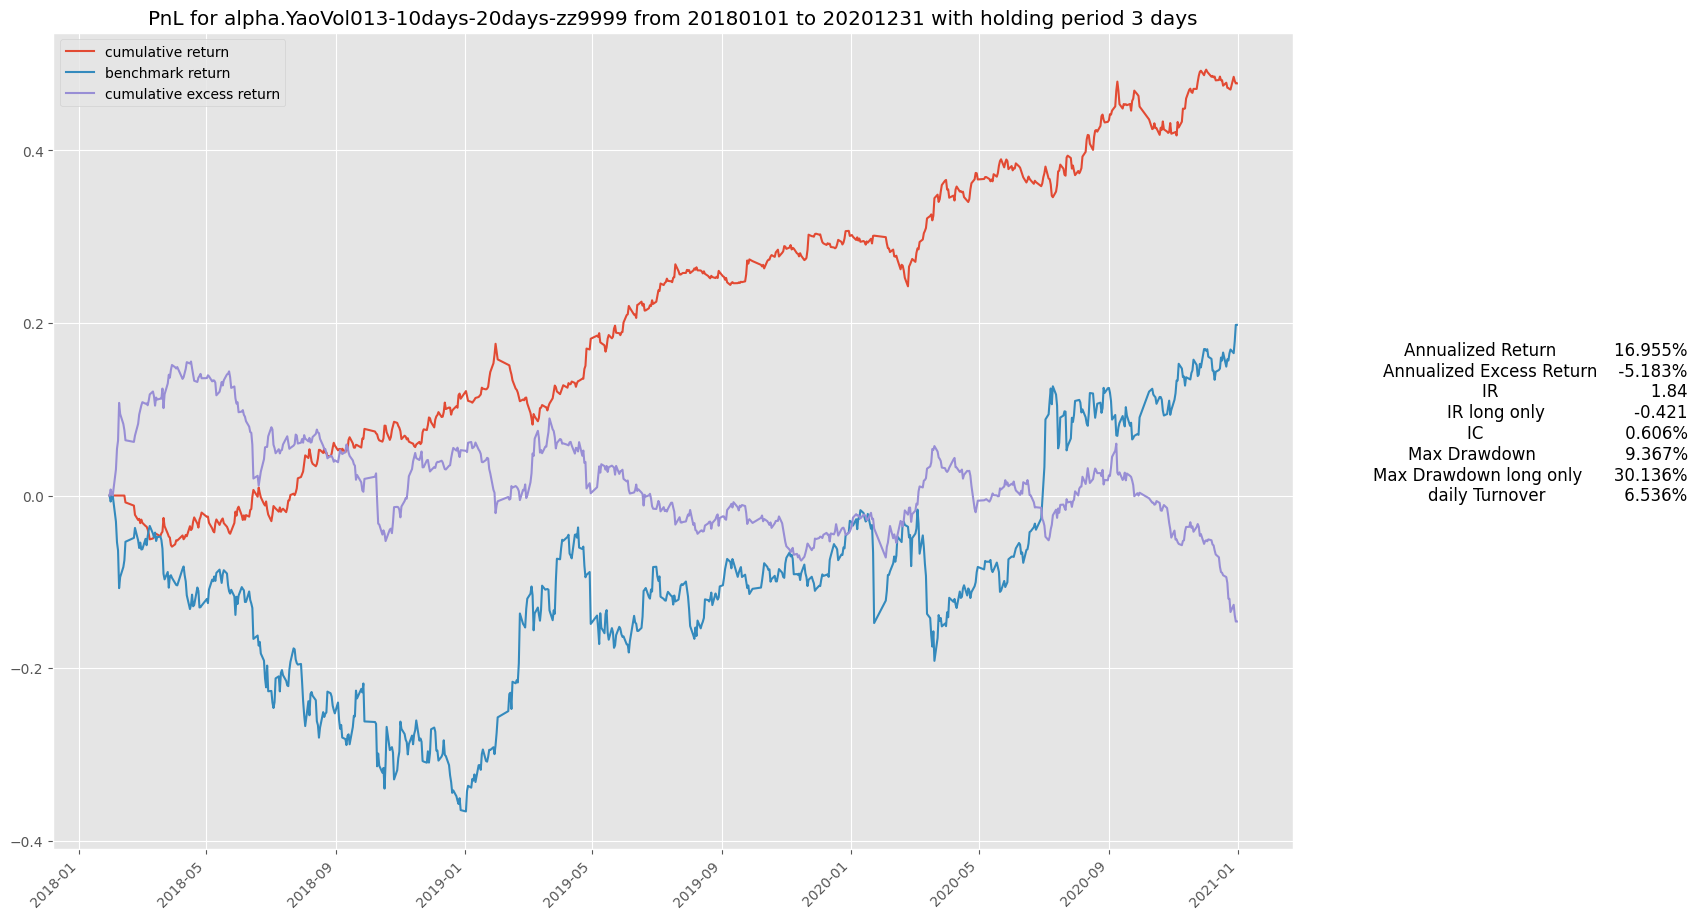 PnL for alpha.YaoVol013-10days-20days-zz9999 from 20180101 to 20201231 with holding period 3 days
cumulative return
benchmark return
cumulative excess return
0.4
0.2
0.0
−0.2
−0.4
2018-01
2018-05
2018-09
2019-01
2019-05
2019-09
2020-01
2020-05
2020-09
2021-01
Annualized Return 16.955%
Annualized Excess Return -5.183%
IR 1.84
IR long only -0.421
IC 0.606%
Max Drawdown 9.367%
Max Drawdown long only 30.136%
daily Turnover 6.536%